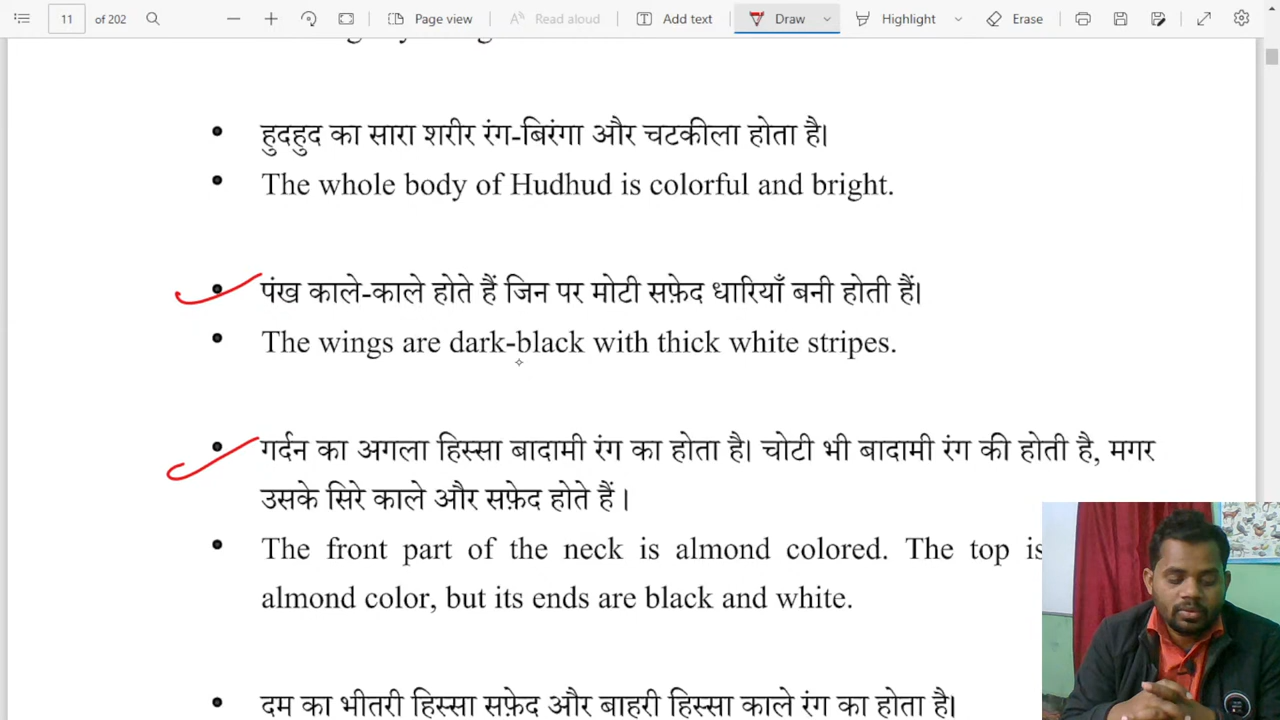 11 of 202 Page view Read aloud Add text Draw Highlight Erase
• हुदहुद का सारा शरीर रंग-बिरंगा और चटकीला होता है।
• The whole body of Hudhud is colorful and bright.
• पंख काले-काले होते हैं जिन पर मोटी सफ़ेद धारियाँ बनी होती हैं।
• The wings are dark-black with thick white stripes.
• गर्दन का अगला हिस्सा बादामी रंग का होता है। चोटी भी बादामी रंग की होती है, मगर
उसके सिरे काले और सफ़ेद होते हैं ।
• The front part of the neck is almond colored. The top is
almond color, but its ends are black and white.
• दम का भीतरी हिस्सा सफ़ेद और बाहरी हिस्सा काले रंग का होता है।